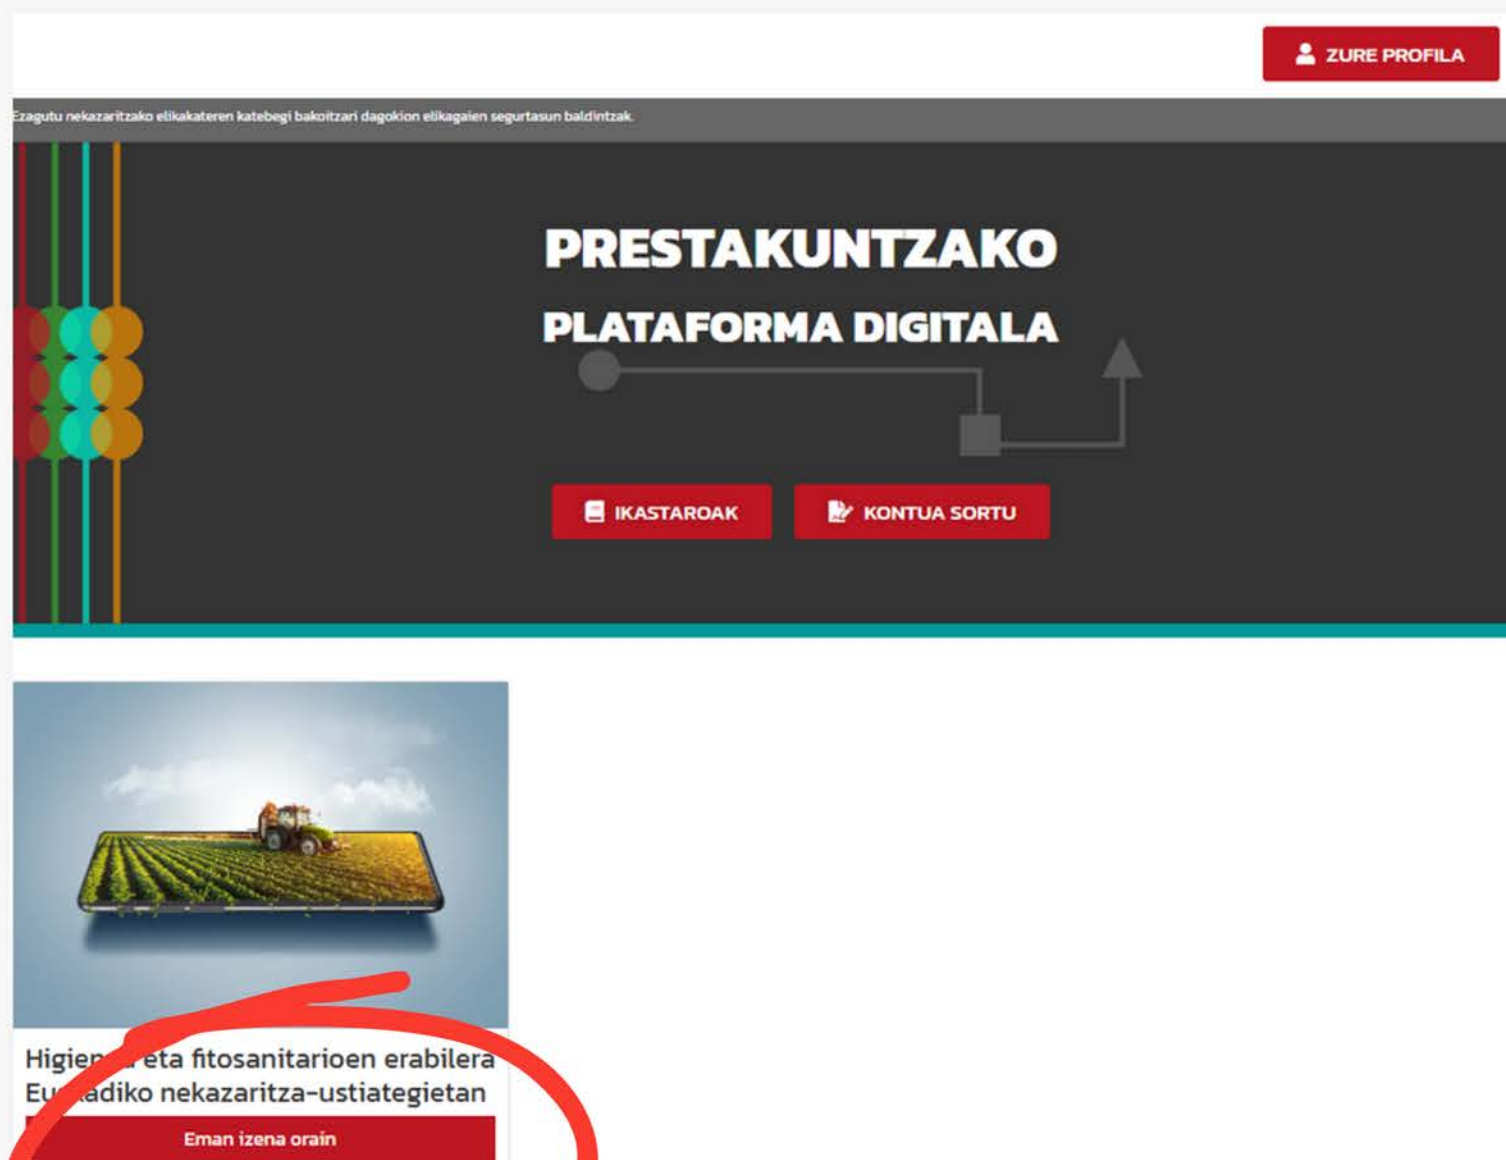 ZURE PROFILA
Ezagutu nekazaritzako elikakateren katebegi bakoitzari dagokion elikagaien segurtasun baldintzak.
PRESTAKUNTZAKO
PLATAFORMA DIGITALA
IKASTAROAK
KONTUA SORTU
eta fitosanitarioen erabilera
nekazaritza-ustiategietan
Eman izena orain